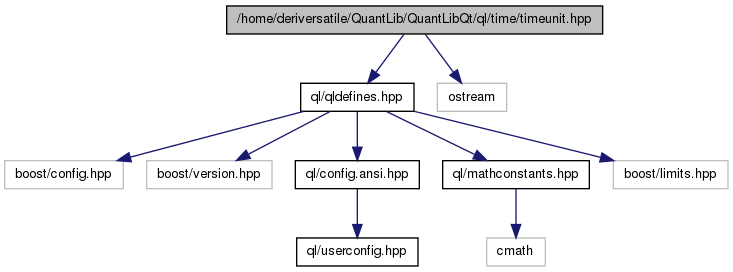 /home/deriversatile/QuantLib/QuantLibQt/ql/time/timeunit.hpp
ql/qldefines.hpp
ostream
boost/config.hpp
boost/version.hpp
ql/config.ansi.hpp
ql/mathconstants.hpp
boost/limits.hpp
ql/userconfig.hpp
cmath